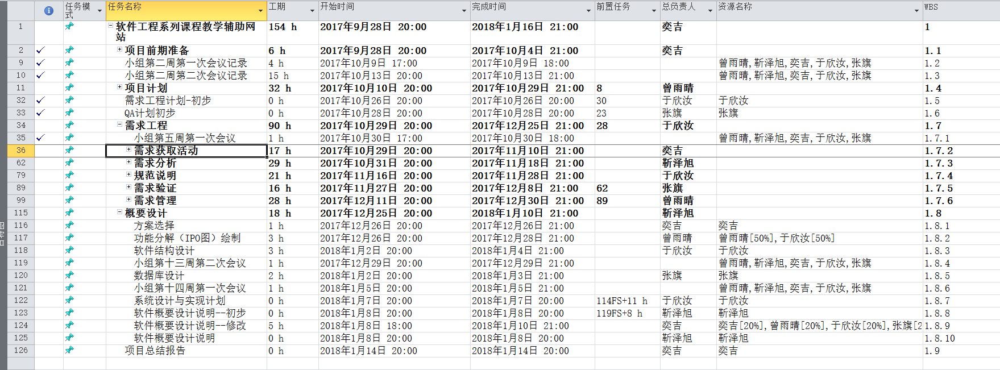 任务模式 任务名称 工期 开始时间 完成时间 前置任务 总负责人 资源名称 WBS
1 软件工程系列课程教学辅助网站 154 h 2017年9月28日 20:00 2018年1月16日 21:00 奕吉 1
2 项目前期准备 6 h 2017年9月28日 20:00 2017年10月4日 21:00 奕吉 1.1
9 小组第二周第一次会议记录 4 h 2017年10月9日 17:00 2017年10月9日 18:00 曾雨晴,靳泽旭,奕吉,于欣汝,张旗 1.2
10 小组第二周第二次会议记录 15 h 2017年10月13日 20:00 2017年10月13日 21:00 曾雨晴,靳泽旭,奕吉,于欣汝,张旗 1.3
11 项目计划 32 h 2017年10月10日 20:00 2017年10月29日 21:00 8 曾雨晴 1.4
32 需求工程计划-初步 0 h 2017年10月26日 20:00 2017年10月26日 20:00 30 于欣汝 于欣汝 1.5
33 QA计划初步 0 h 2017年10月28日 20:00 2017年10月28日 20:00 23 张旗 张旗 1.6
34 需求工程 90 h 2017年10月29日 20:00 2017年12月25日 21:00 28 于欣汝 1.7
35 小组第五周第一次会议 1 h 2017年10月30日 17:00 2017年10月30日 18:00 曾雨晴,靳泽旭,奕吉,于欣汝,张旗 1.7.1
36 需求获取活动 17 h 2017年10月29日 20:00 2017年11月10日 21:00 奕吉 1.7.2
62 需求分析 29 h 2017年10月31日 20:00 2017年11月18日 21:00 靳泽旭 1.7.3
79 规范说明 21 h 2017年11月16日 20:00 2017年11月28日 21:00 于欣汝 1.7.4
89 需求验证 16 h 2017年11月27日 20:00 2017年12月8日 21:00 62 张旗 1.7.5
99 需求管理 28 h 2017年12月11日 20:00 2017年12月30日 21:00 89 曾雨晴 1.7.6
115 概要设计 18 h 2017年12月25日 20:00 2018年1月10日 21:00 靳泽旭 1.8
116 方案选择 1 h 2017年12月26日 20:00 2017年12月26日 21:00 奕吉 奕吉 1.8.1
117 功能分解（IPO图）绘制 3 h 2017年12月26日 20:00 2017年12月28日 21:00 曾雨晴 曾雨晴[50%],于欣汝[50%] 1.8.2
118 软件结构设计 3 h 2018年1月2日 20:00 2018年1月4日 21:00 于欣汝 于欣汝 1.8.3
119 小组第十三周第二次会议 1 h 2017年12月29日 20:00 2017年12月29日 21:00 曾雨晴,靳泽旭,奕吉,于欣汝,张旗 1.8.4
120 数据库设计 2 h 2018年1月2日 20:00 2018年1月3日 21:00 张旗 张旗 1.8.5
121 小组第十四周第一次会议 1 h 2018年1月5日 20:00 2018年1月5日 21:00 曾雨晴,靳泽旭,奕吉,于欣汝,张旗 1.8.6
122 系统设计与实现计划 0 h 2018年1月7日 20:00 2018年1月7日 20:00 114FS+11 h 于欣汝 于欣汝 1.8.7
123 软件概要设计说明--初步 0 h 2018年1月8日 20:00 2018年1月8日 20:00 119FS+8 h 靳泽旭 靳泽旭 1.8.8
124 软件概要设计说明--修改 5 h 2018年1月8日 18:00 2018年1月10日 21:00 奕吉 奕吉[20%],曾雨晴[20%],于欣汝[20%],张旗[2 1.8.9
125 软件概要设计说明 0 h 2018年1月8日 20:00 2018年1月8日 20:00 靳泽旭 靳泽旭 1.8.10
126 项目总结报告 0 h 2018年1月14日 20:00 2018年1月14日 20:00 奕吉 奕吉 1.9